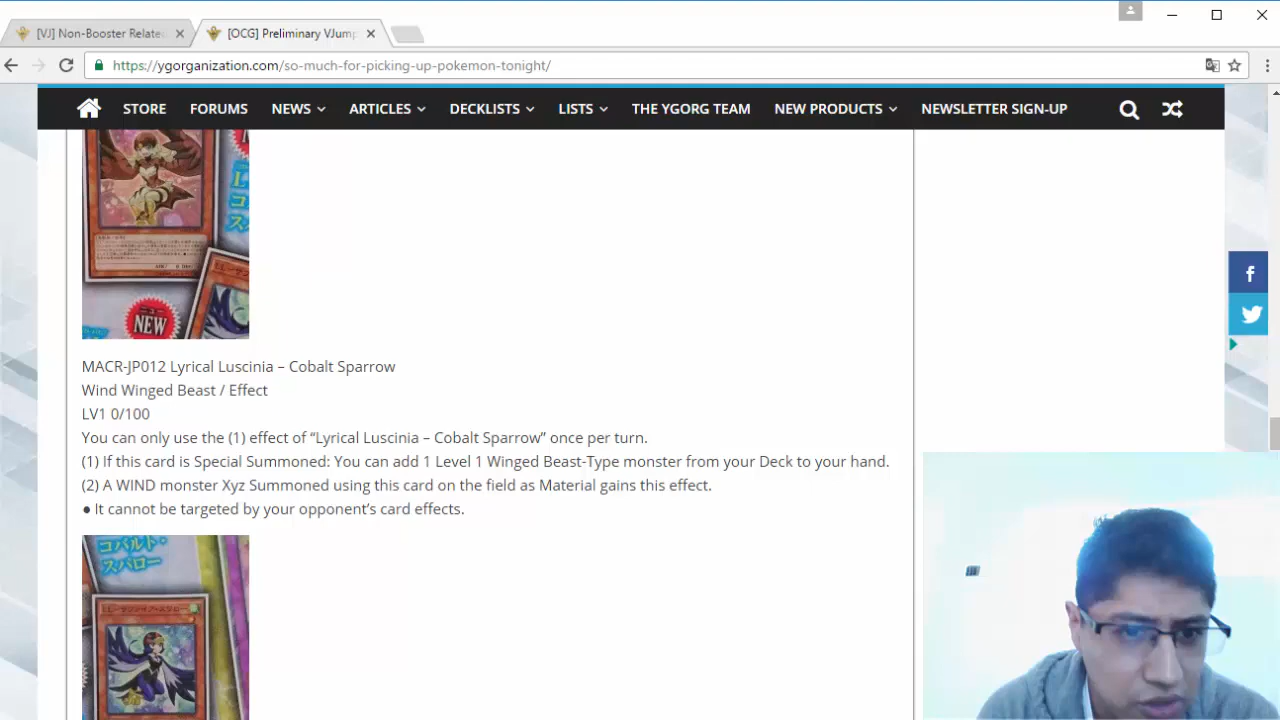 [VJ] Non-Booster Relate
[OCG] Preliminary VJump
https://ygorganization.com/so-much-for-picking-up-pokemon-tonight/
STORE FORUMS NEWS ARTICLES DECKLISTS LISTS THE YGORG TEAM NEW PRODUCTS NEWSLETTER SIGN-UP
ニュー
NEW
MACR-JP012 Lyrical Luscinia – Cobalt Sparrow
Wind Winged Beast / Effect
LV1 0/100
You can only use the (1) effect of “Lyrical Luscinia – Cobalt Sparrow” once per turn.
(1) If this card is Special Summoned: You can add 1 Level 1 Winged Beast-Type monster from your Deck to your hand.
(2) A WIND monster Xyz Summoned using this card on the field as Material gains this effect.
● It cannot be targeted by your opponent’s card effects.
コバルト・
スパロー